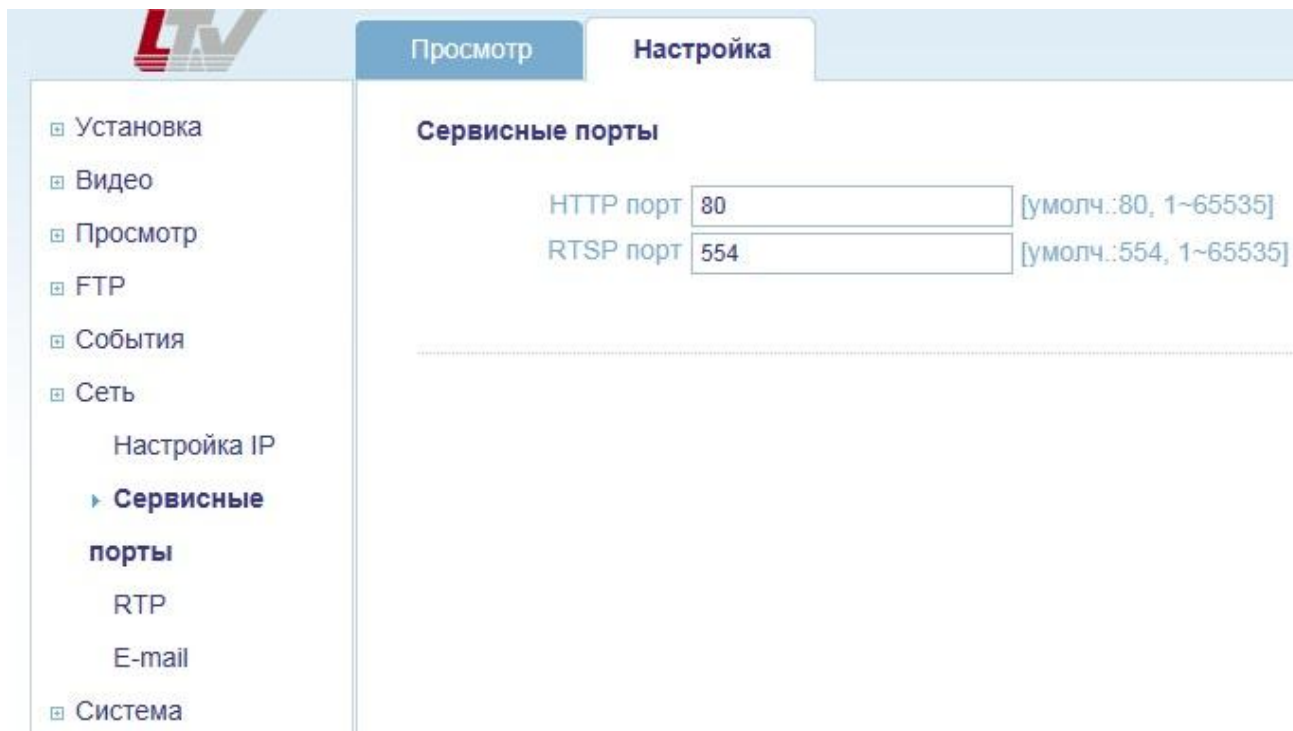 LTV
Просмотр
Настройка
Установка
Видео
Просмотр
FTP
События
Сеть
Настройка IP
Сервисные
порты
RTP
E-mail
Система
Сервисные порты
HTTP порт 80 [умолч.:80, 1~65535]
RTSP порт 554 [умолч.:554, 1~65535]